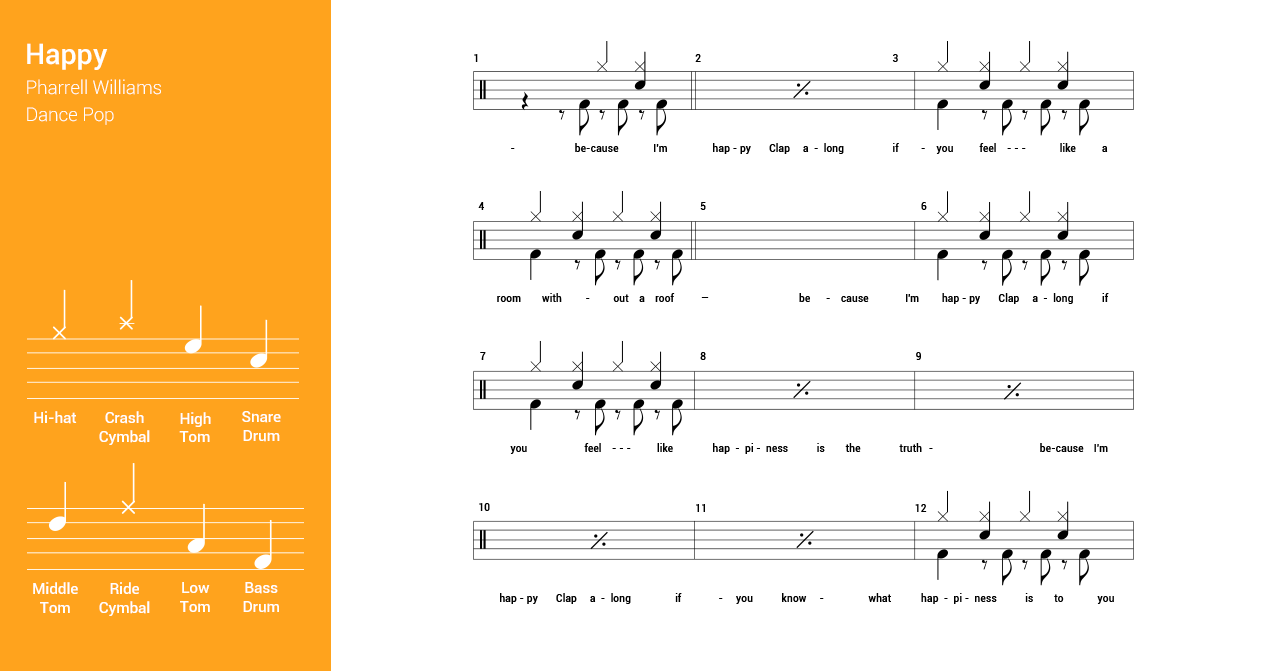 Happy
Pharrell Williams
Dance Pop
Hi-hat
Crash Cymbal
High Tom
Snare Drum
Middle Tom
Ride Cymbal
Low Tom
Bass Drum
1 2 3
- be-cause I'm hap - py Clap a - long if - you feel - - - like a
4 5 6
room with - out a roof – be - cause I'm hap - py Clap a - long if
7 8 9
you feel - - - like hap - pi - ness is the truth - be-cause I'm
10 11 12
hap - py Clap a - long if - you know - what hap - pi - ness is to you